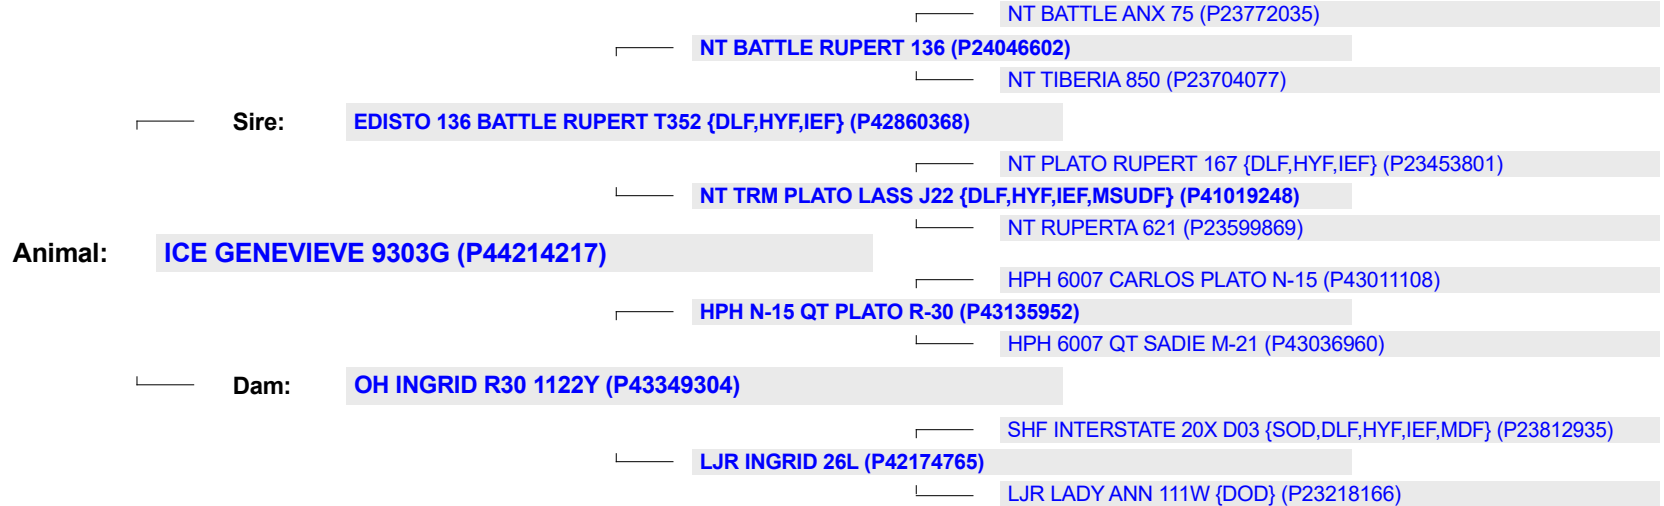 NT BATTLE ANX 75 (P23772035)
NT BATTLE RUPERT 136 (P24046602)
NT TIBERIA 850 (P23704077)
Sire: EDISTO 136 BATTLE RUPERT T352 {DLF,HYF,IEF} (P42860368)
NT PLATO RUPERT 167 {DLF,HYF,IEF} (P23453801)
NT TRM PLATO LASS J22 {DLF,HYF,IEF,MSUDF} (P41019248)
NT RUPERTA 621 (P23599869)
Animal: ICE GENEVIEVE 9303G (P44214217)
HPH 6007 CARLOS PLATO N-15 (P43011108)
HPH N-15 QT PLATO R-30 (P43135952)
HPH 6007 QT SADIE M-21 (P43036960)
Dam: OH INGRID R30 1122Y (P43349304)
SHF INTERSTATE 20X D03 {SOD,DLF,HYF,IEF,MDF} (P23812935)
LJR INGRID 26L (P42174765)
LJR LADY ANN 111W {DOD} (P23218166)